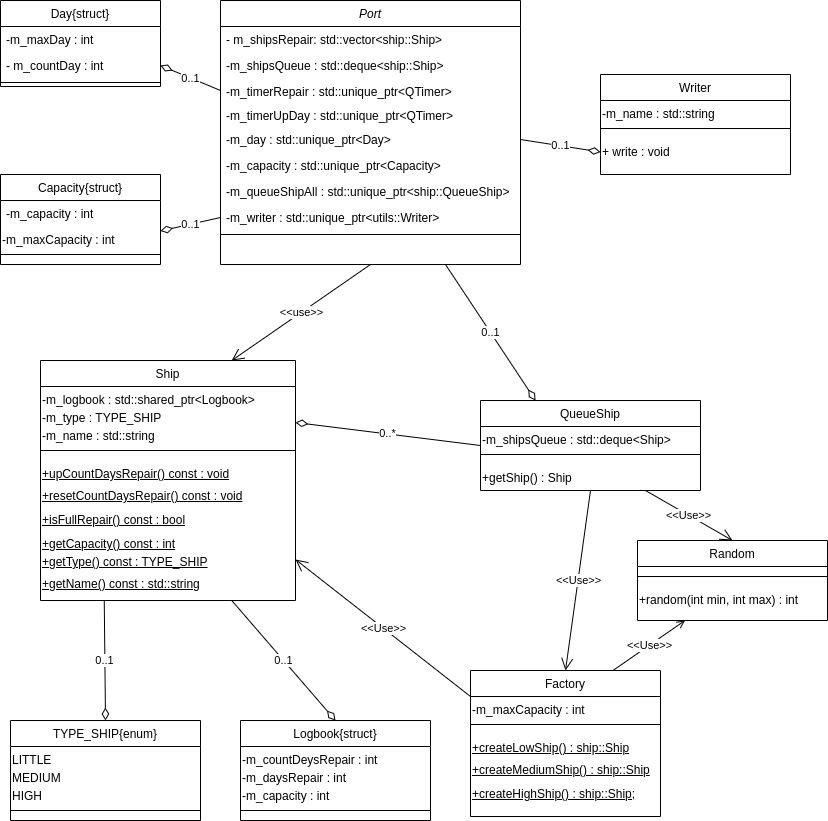 Day{struct}
-m_maxDay : int
- m_countDay : int
Port
- m_shipsRepair: std::vector<ship::Ship>
-m_shipsQueue : std::deque<ship::Ship>
-m_timerRepair : std::unique_ptr<QTimer>
-m_timerUpDay : std::unique_ptr<QTimer>
-m_day : std::unique_ptr<Day>
-m_capacity : std::unique_ptr<Capacity>
-m_queueShipAll : std::unique_ptr<ship::QueueShip>
-m_writer : std::unique_ptr<utils::Writer>
0..1
Writer
-m_name : std::string
+ write : void
0..1
Capacity{struct}
-m_capacity : int
-m_maxCapacity : int
0..1
<<use>>
0..1
Ship
-m_logbook : std::shared_ptr<Logbook>
-m_type : TYPE_SHIP
-m_name : std::string
+upCountDaysRepair() const : void
+resetCountDaysRepair() const : void
+isFullRepair() const : bool
+getCapacity() const : int
+getType() const : TYPE_SHIP
+getName() const : std::string
0..*
QueueShip
-m_shipsQueue : std::deque<Ship>
+getShip() : Ship
<<Use>>
<<Use>>
Random
+random(int min, int max) : int
<<Use>>
<<Use>>
0..1
0..1
Factory
-m_maxCapacity : int
+createLowShip() : ship::Ship
+createMediumShip() : ship::Ship
+createHighShip() : ship::Ship;
TYPE_SHIP{enum}
LITTLE
MEDIUM
HIGH
Logbook{struct}
-m_countDeysRepair : int
-m_daysRepair : int
-m_capacity : int